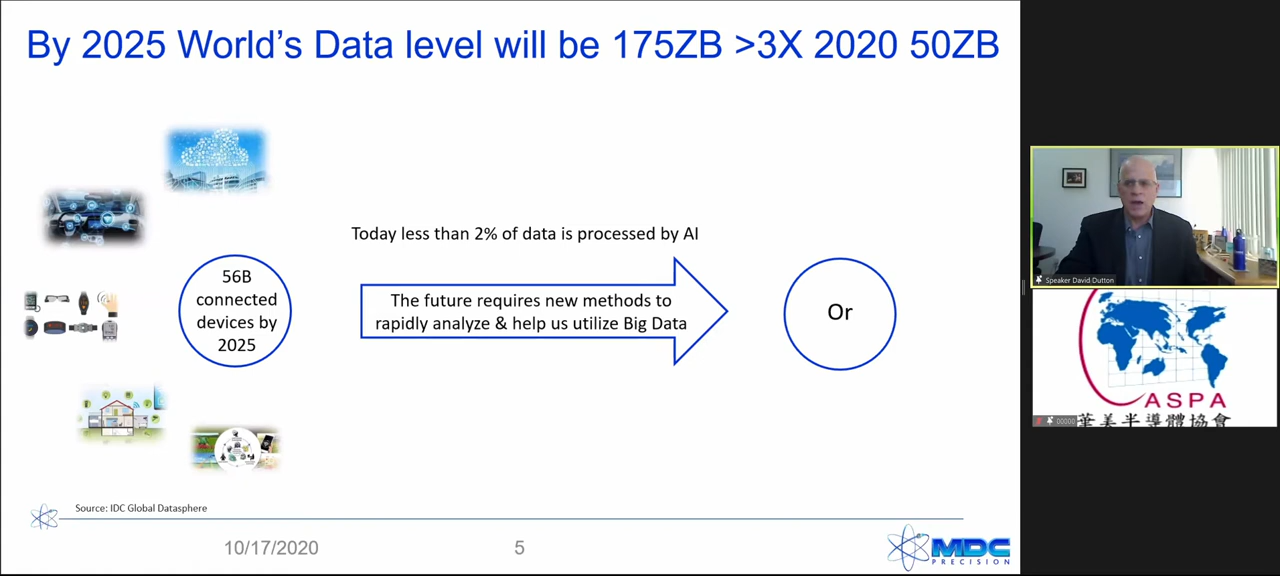 By 2025 World's Data level will be 175ZB >3X 2020 50ZB
Today less than 2% of data is processed by AI
56B
connected
devices by
2025
The future requires new methods to
rapidly analyze & help us utilize Big Data
Or
Source: IDC Global Datasphere
10/17/2020
5
MDC
PRECISION
Speaker David Dutton
ASPA
華美半導體協會
00000